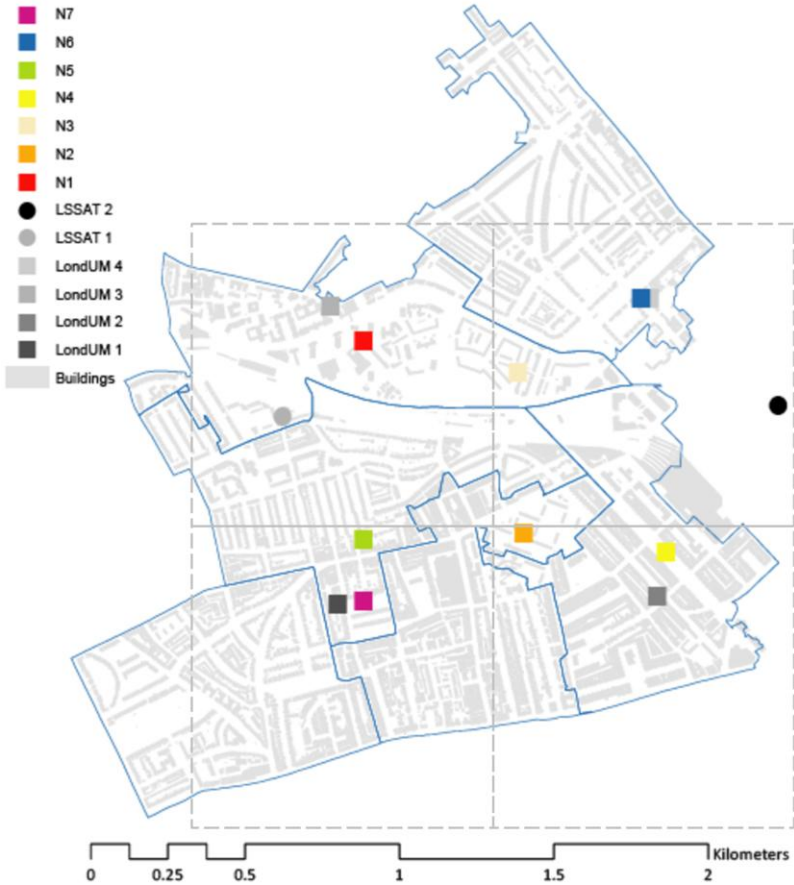 N7
N6
N5
N4
N3
N2
N1
LSSAT 2
LSSAT 1
LondUM 4
LondUM 3
LondUM 2
LondUM 1
Buildings
Kilometers
0 0.25 0.5 1 1.5 2